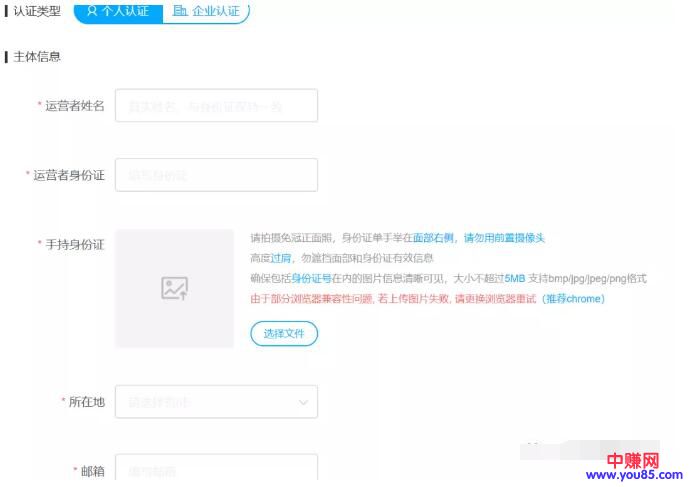 认证类型 个人认证 企业认证
主体信息
* 运营者姓名 真实姓名，与身份证保持一致
* 运营者身份证 填写身份证
* 手持身份证
请拍摄免冠正面照，身份证单手举在面部右侧，请勿用前置摄像头
高度过肩，勿遮挡面部和身份证有效信息
确保包括身份证号在内的图片信息清晰可见，大小不超过5MB 支持bmp/jpg/jpeg/png格式
由于部分浏览器兼容性问题, 若上传图片失败, 请更换浏览器重试（推荐chrome）
选择文件
* 所在地 请选择
* 邮箱 填写邮箱
中赚网
www.you85.com